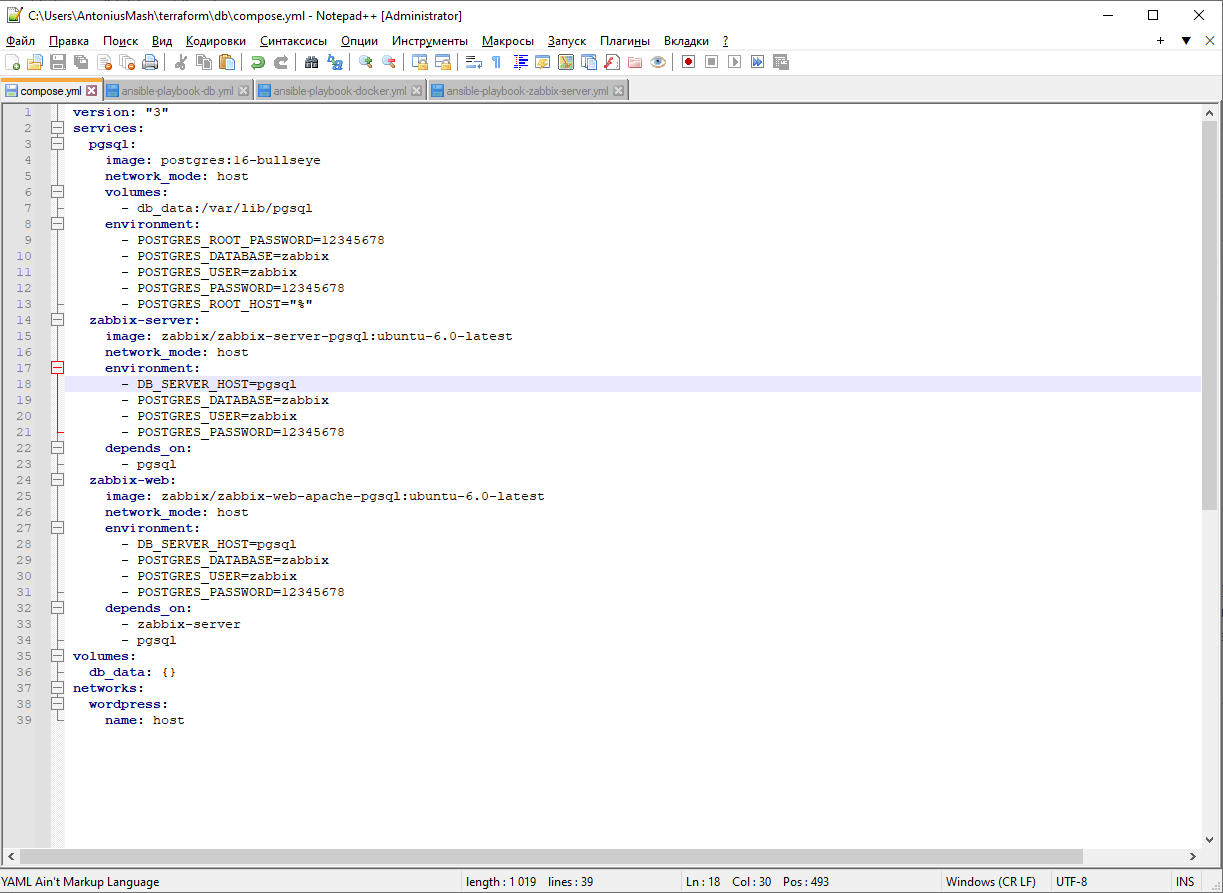 C:\Users\AntoniusMash\terraform\db\compose.yml - Notepad++ [Administrator]
Файл Правка Поиск Вид Кодировки Синтаксисы Опции Инструменты Макросы Запуск Плагины Вкладки ?
compose.yml ansible-playbook-db.yml ansible-playbook-docker.yml ansible-playbook-zabbix-server.yml
1 version: "3"
2 services:
3   pgsql:
4     image: postgres:16-bullseye
5     network_mode: host
6     volumes:
7       - db_data:/var/lib/pgsql
8     environment:
9       - POSTGRES_ROOT_PASSWORD=12345678
10       - POSTGRES_DATABASE=zabbix
11       - POSTGRES_USER=zabbix
12       - POSTGRES_PASSWORD=12345678
13       - POSTGRES_ROOT_HOST="%"
14   zabbix-server:
15     image: zabbix/zabbix-server-pgsql:ubuntu-6.0-latest
16     network_mode: host
17     environment:
18       - DB_SERVER_HOST=pgsql
19       - POSTGRES_DATABASE=zabbix
20       - POSTGRES_USER=zabbix
21       - POSTGRES_PASSWORD=12345678
22     depends_on:
23       - pgsql
24   zabbix-web:
25     image: zabbix/zabbix-web-apache-pgsql:ubuntu-6.0-latest
26     network_mode: host
27     environment:
28       - DB_SERVER_HOST=pgsql
29       - POSTGRES_DATABASE=zabbix
30       - POSTGRES_USER=zabbix
31       - POSTGRES_PASSWORD=12345678
32     depends_on:
33       - zabbix-server
34       - pgsql
35 volumes:
36   db_data: {}
37 networks:
38   wordpress:
39     name: host
YAML Ain't Markup Language length : 1 019 lines : 39 Ln : 18 Col : 30 Pos : 493 Windows (CR LF) UTF-8 INS